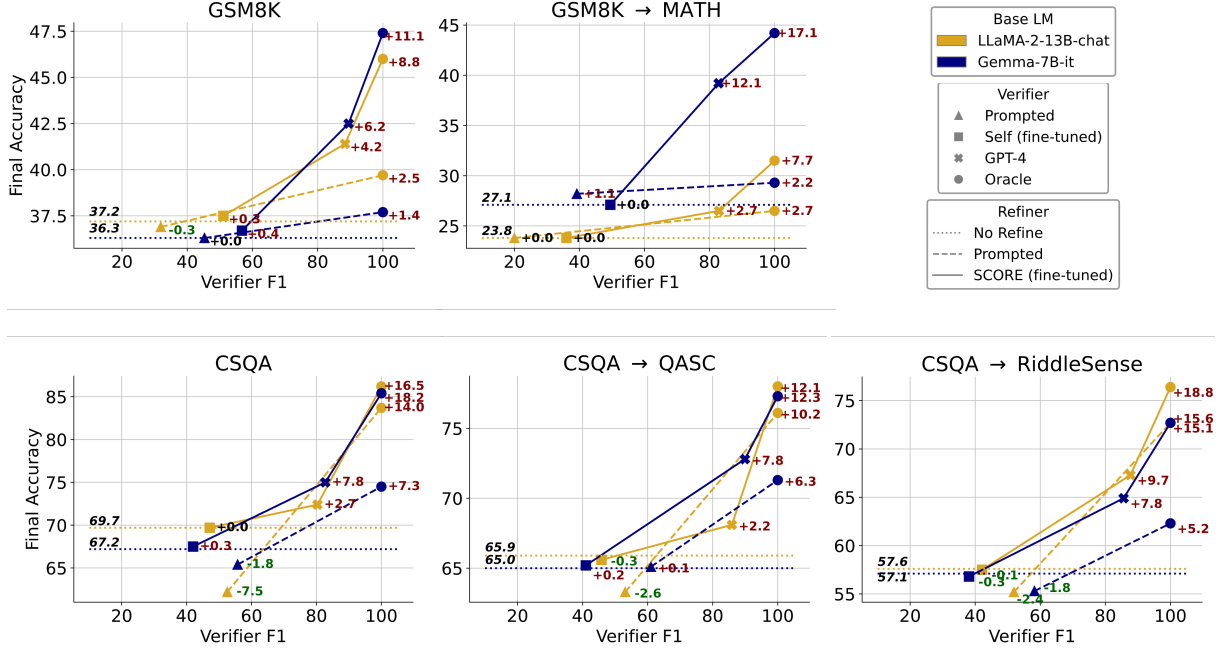 GSM8K
Final Accuracy
47.5
45.0
42.5
40.0
37.5
37.2
36.3
-0.3
+0.0
+0.3
+0.4
+4.2
+6.2
+11.1
+8.8
+2.5
+1.4
20 40 60 80 100
Verifier F1
GSM8K → MATH
45
40
35
30
25
27.1
23.8
+0.0
+0.0
+1.1
+0.0
+12.1
+2.7
+17.1
+7.7
+2.2
+2.7
20 40 60 80 100
Verifier F1
Base LM
LLaMA-2-13B-chat
Gemma-7B-it
Verifier
Prompted
Self (fine-tuned)
GPT-4
Oracle
Refiner
No Refine
Prompted
SCORE (fine-tuned)
CSQA
Final Accuracy
85
80
75
70
65
69.7
67.2
+0.0
+0.3
-1.8
-7.5
+7.8
+2.7
+16.5
+18.2
+14.0
+7.3
20 40 60 80 100
Verifier F1
CSQA → QASC
75
70
65
65.9
65.0
-0.3
+0.2
+0.1
-2.6
+7.8
+2.2
+12.1
+12.3
+10.2
+6.3
20 40 60 80 100
Verifier F1
CSQA → RiddleSense
75
70
65
60
55
57.6
57.1
-0.1
-0.3
-1.8
-2.4
+9.7
+7.8
+18.8
+15.6
+15.1
+5.2
20 40 60 80 100
Verifier F1